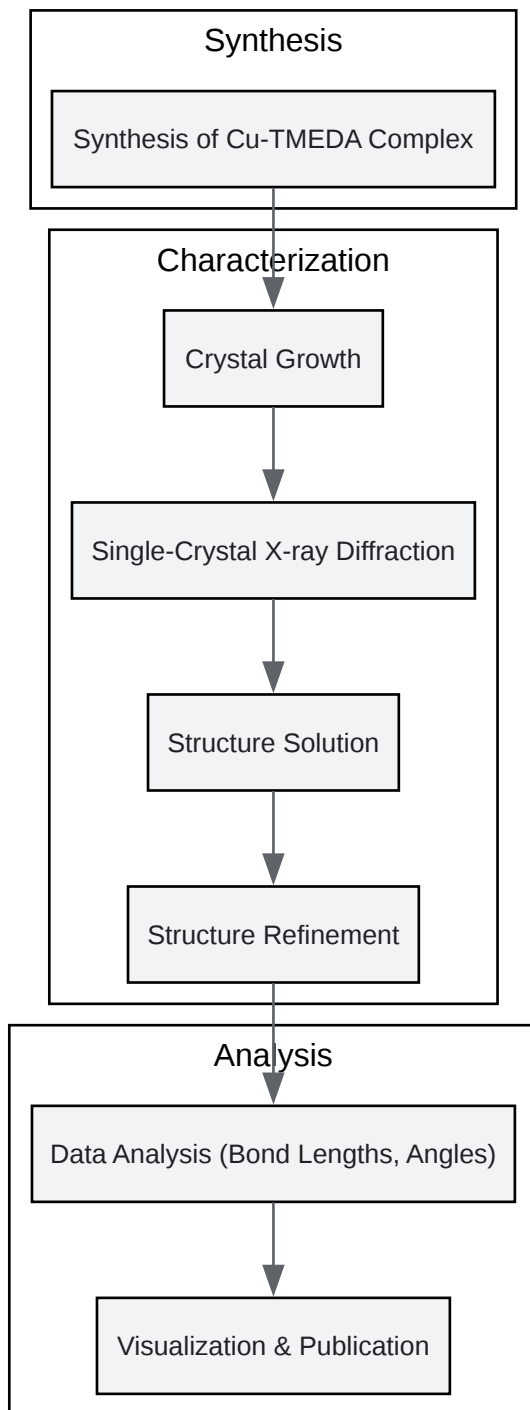 Synthesis
Synthesis of Cu-TMEDA Complex
Characterization
Crystal Growth
Single-Crystal X-ray Diffraction
Structure Solution
Structure Refinement
Analysis
Data Analysis (Bond Lengths, Angles)
Visualization & Publication